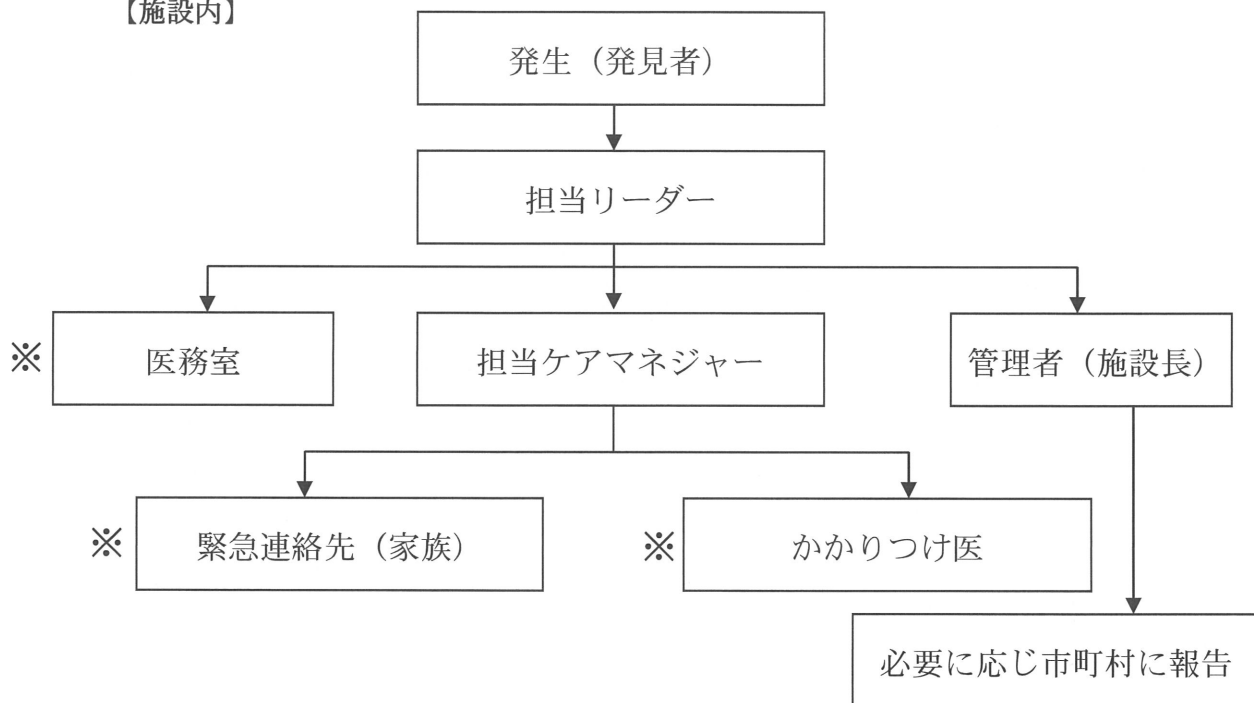 【施設内】
発生（発見者）
担当リーダー
※ 医務室
担当ケアマネジャー
管理者（施設長）
※ 緊急連絡先（家族）
※ かかりつけ医
必要に応じ市町村に報告